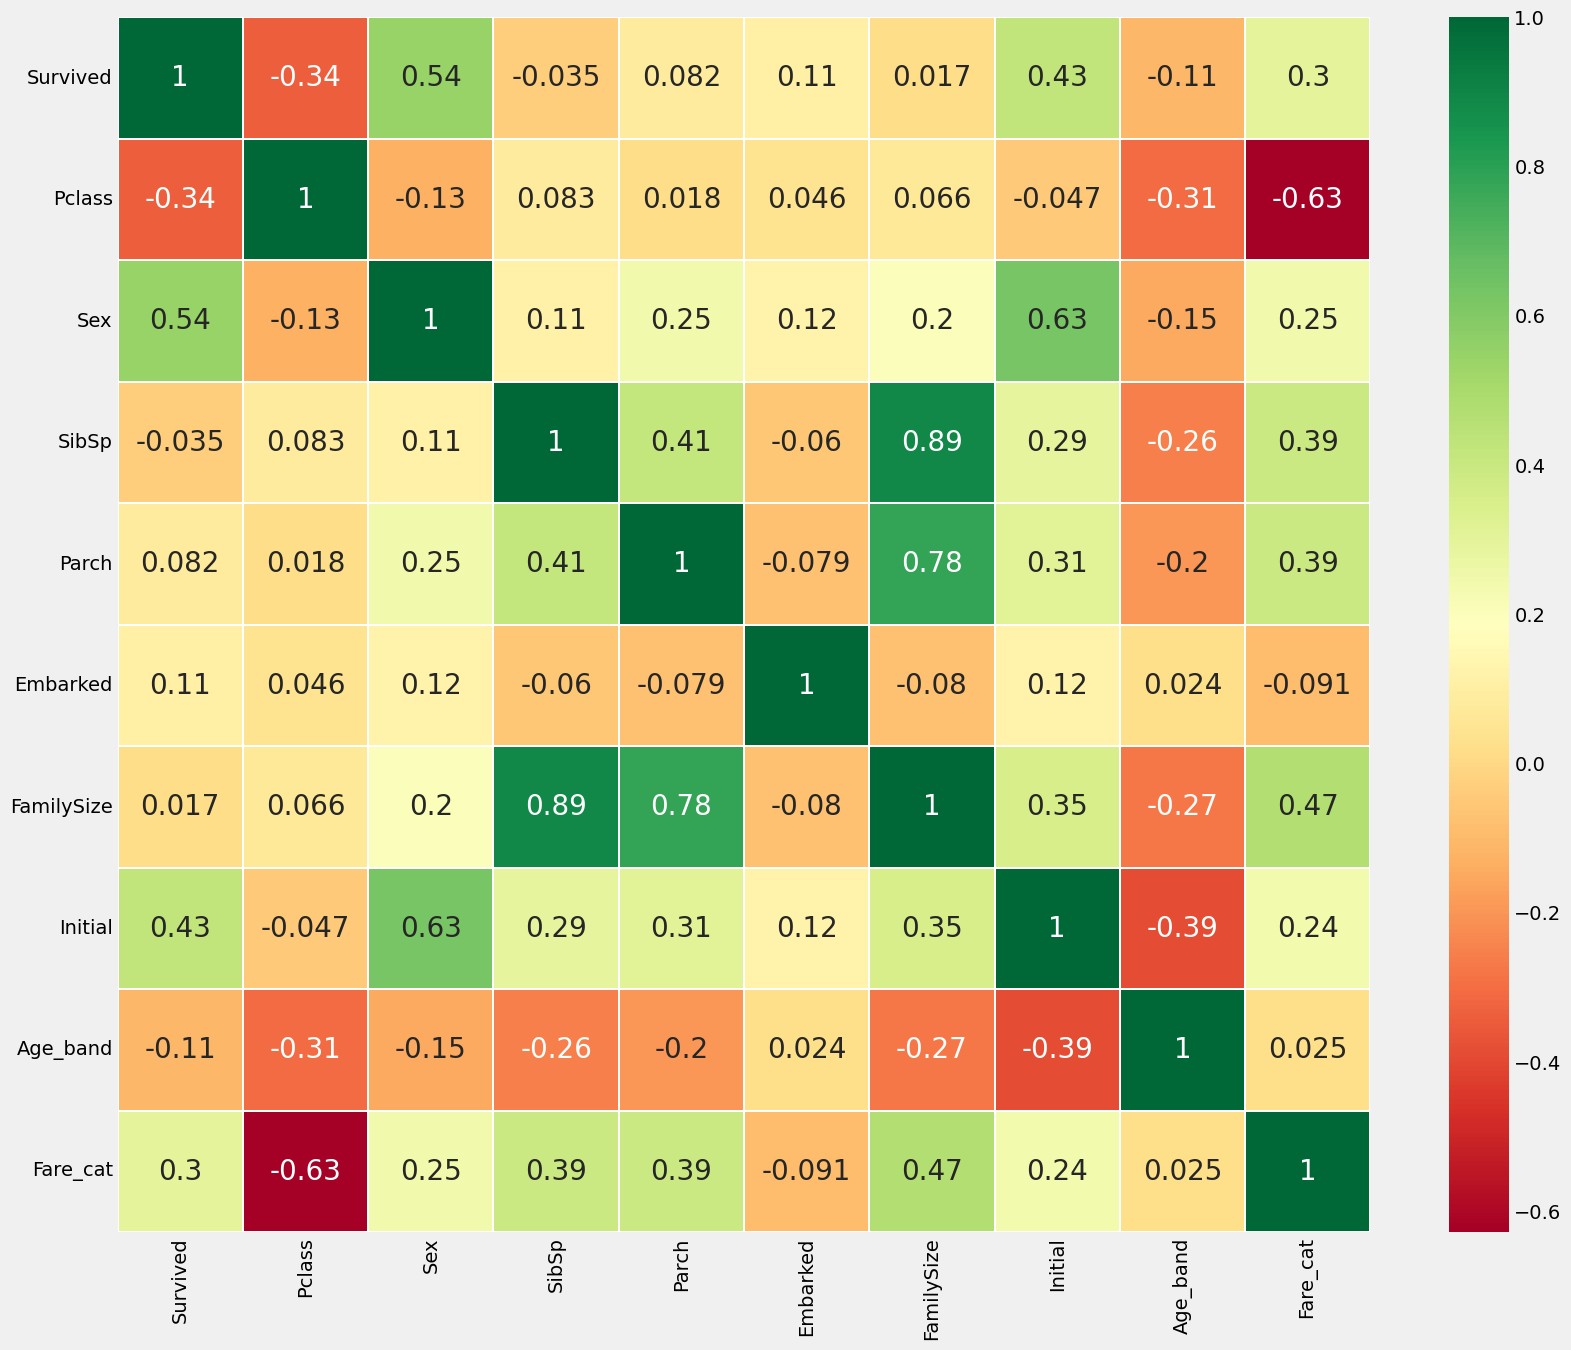 Survived 1 -0.34 0.54 -0.035 0.082 0.11 0.017 0.43 -0.11 0.3
Pclass -0.34 1 -0.13 0.083 0.018 0.046 0.066 -0.047 -0.31 -0.63
Sex 0.54 -0.13 1 0.11 0.25 0.12 0.2 0.63 -0.15 0.25
SibSp -0.035 0.083 0.11 1 0.41 -0.06 0.89 0.29 -0.26 0.39
Parch 0.082 0.018 0.25 0.41 1 -0.079 0.78 0.31 -0.2 0.39
Embarked 0.11 0.046 0.12 -0.06 -0.079 1 -0.08 0.12 0.024 -0.091
FamilySize 0.017 0.066 0.2 0.89 0.78 -0.08 1 0.35 -0.27 0.47
Initial 0.43 -0.047 0.63 0.29 0.31 0.12 0.35 1 -0.39 0.24
Age_band -0.11 -0.31 -0.15 -0.26 -0.2 0.024 -0.27 -0.39 1 0.025
Fare_cat 0.3 -0.63 0.25 0.39 0.39 -0.091 0.47 0.24 0.025 1
Survived Pclass Sex SibSp Parch Embarked FamilySize Initial Age_band Fare_cat
1.0
0.8
0.6
0.4
0.2
0.0
−0.2
−0.4
−0.6